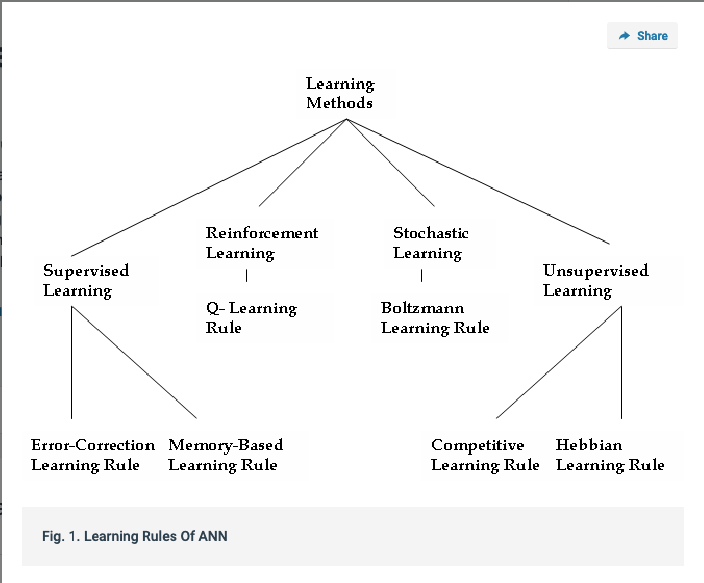 Share
Learning
Methods
Reinforcement
Learning
Stochastic
Learning
Supervised
Learning
Unsupervised
Learning
Q- Learning
Rule
Boltzmann
Learning Rule
Error-Correction
Learning Rule
Memory-Based
Learning Rule
Competitive
Learning Rule
Hebbian
Learning Rule
Fig. 1. Learning Rules Of ANN